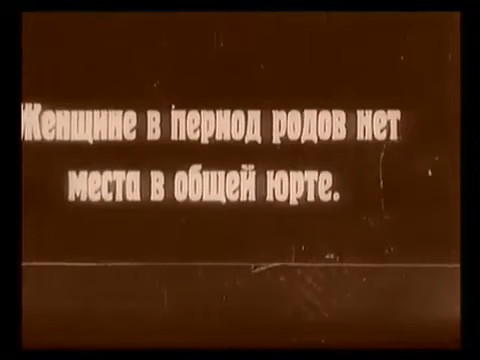 Женщине в период родов нет
места в общей юрте.